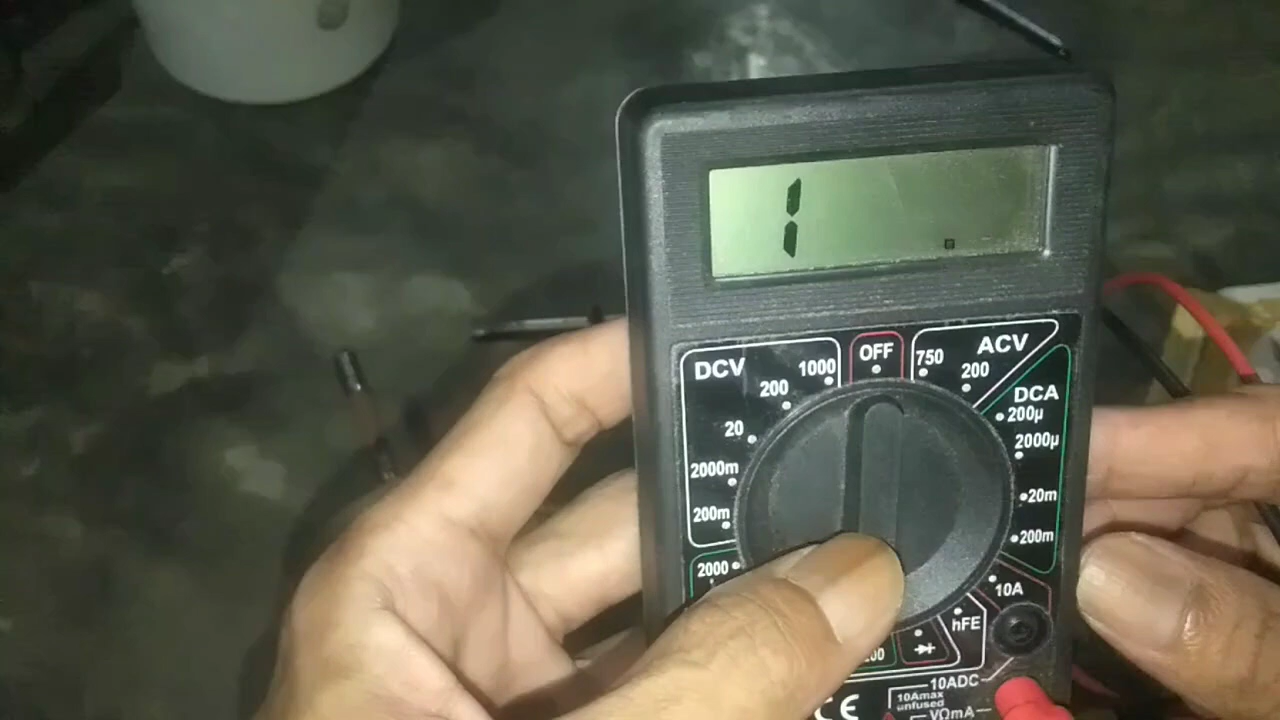 1 .
DCV
1000
OFF
750
ACV
200
200
DCA
20
200µ
2000m
2000µ
200m
20m
2000
200m
10A
hFE
10ADC
10Amax
unfused
VΩmA
CE